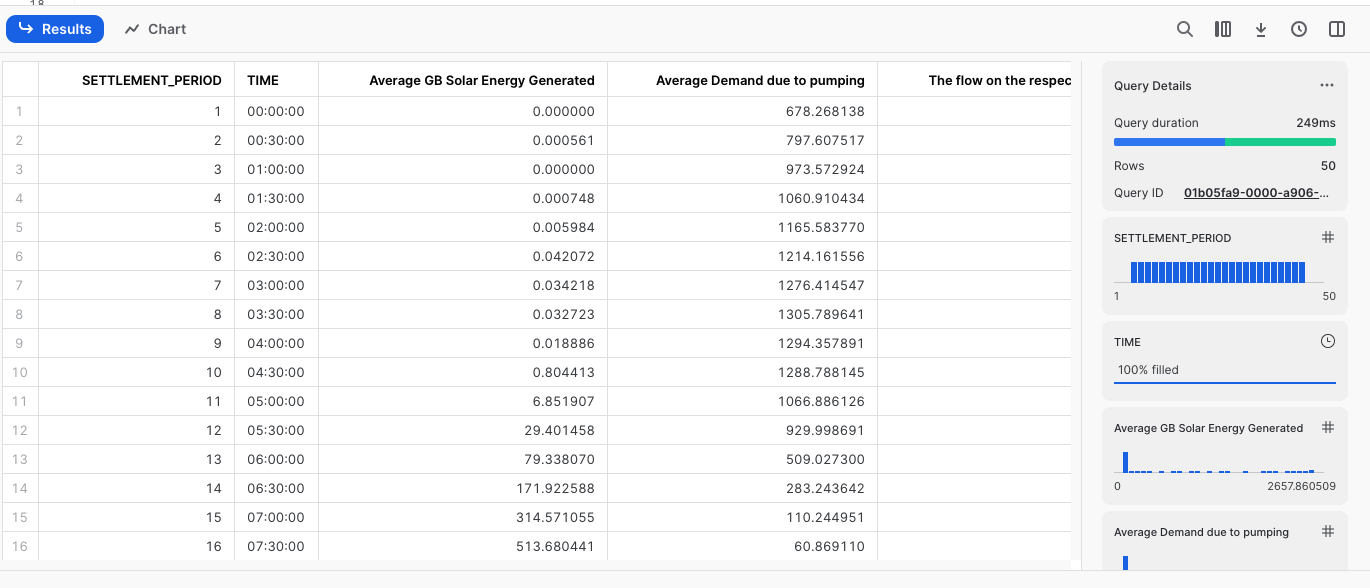 18
Results
Chart
SETTLEMENT_PERIOD TIME Average GB Solar Energy Generated Average Demand due to pumping The flow on the respec
1 1 00:00:00 0.000000 678.268138
2 2 00:30:00 0.000561 797.607517
3 3 01:00:00 0.000000 973.572924
4 4 01:30:00 0.000748 1060.910434
5 5 02:00:00 0.005984 1165.583770
6 6 02:30:00 0.042072 1214.161556
7 7 03:00:00 0.034218 1276.414547
8 8 03:30:00 0.032723 1305.789641
9 9 04:00:00 0.018886 1294.357891
10 10 04:30:00 0.804413 1288.788145
11 11 05:00:00 6.851907 1066.886126
12 12 05:30:00 29.401458 929.998691
13 13 06:00:00 79.338070 509.027300
14 14 06:30:00 171.922588 283.243642
15 15 07:00:00 314.571055 110.244951
16 16 07:30:00 513.680441 60.869110
Query Details
Query duration 249ms
Rows 50
Query ID 01b05fa9-0000-a906-...
SETTLEMENT_PERIOD
1 50
TIME
100% filled
Average GB Solar Energy Generated
0 2657.860509
Average Demand due to pumping